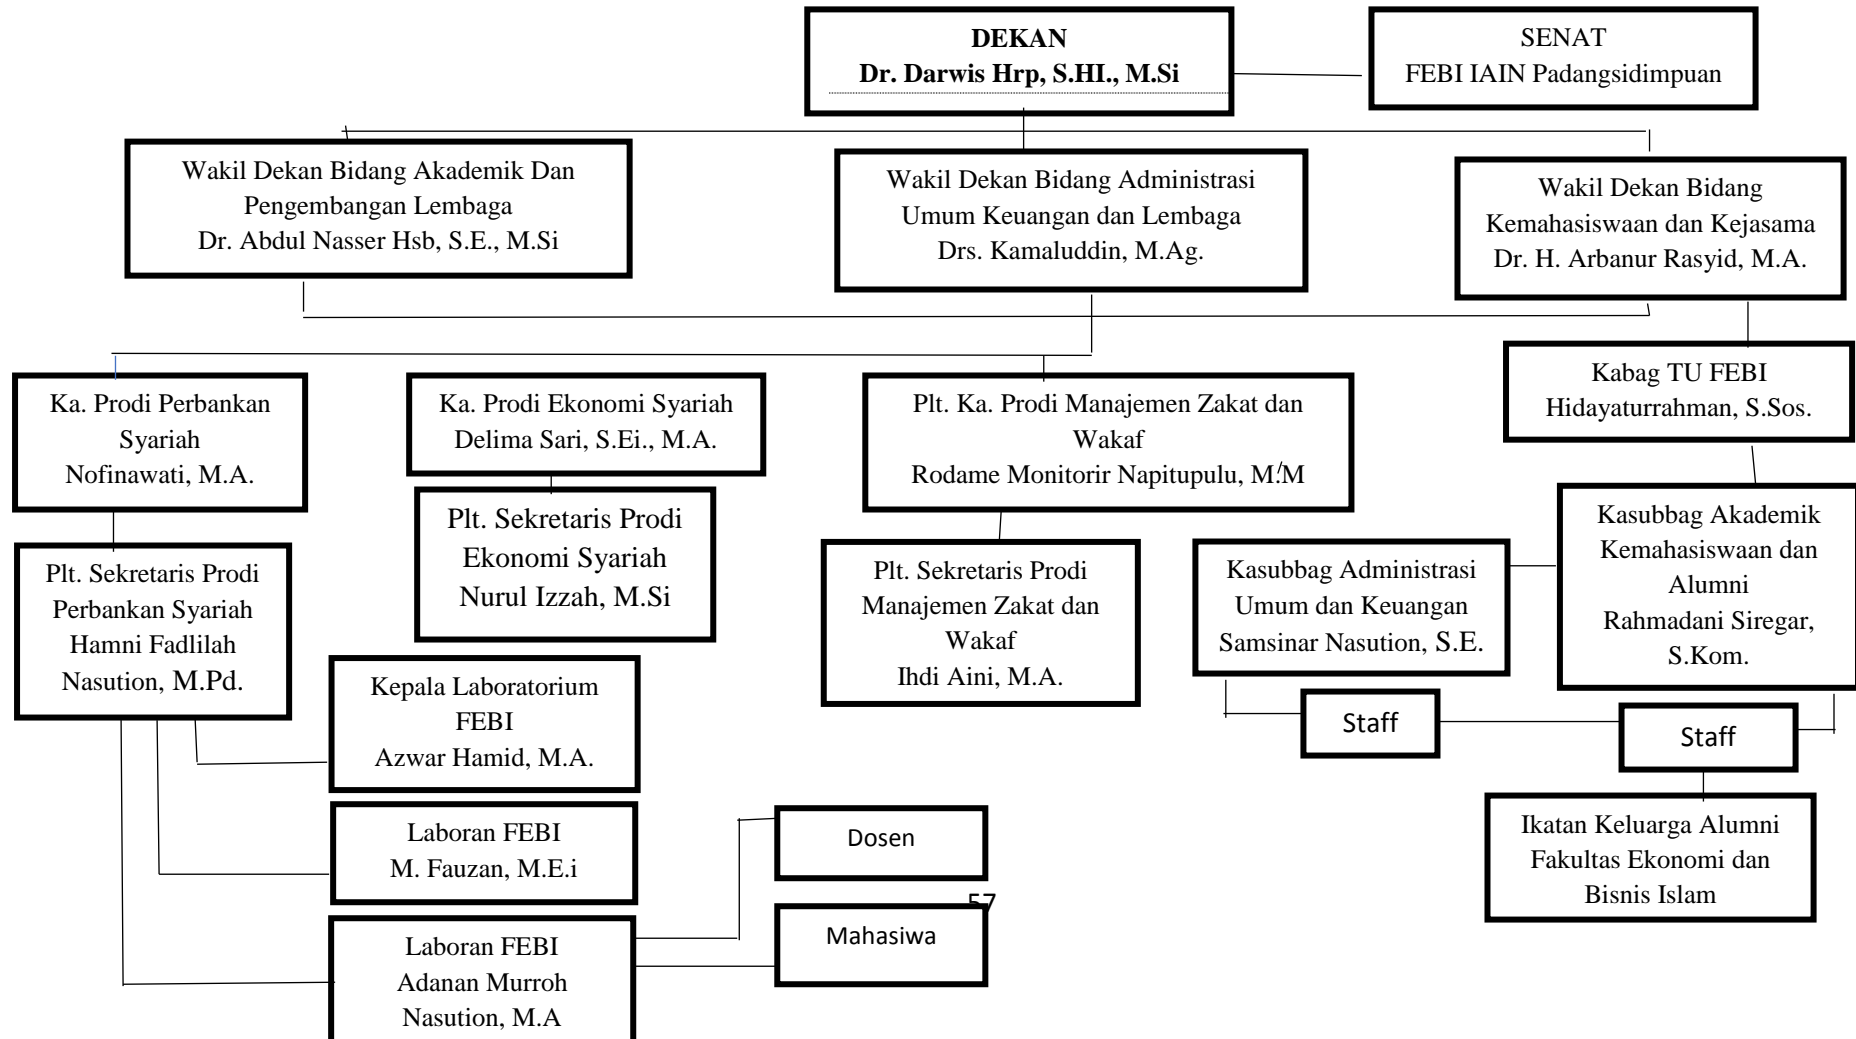 DEKAN
Dr. Darwis Hrp, S.HI., M.Si
SENAT
FEBI IAIN Padangsidimpuan
Wakil Dekan Bidang Akademik Dan
Pengembangan Lembaga
Dr. Abdul Nasser Hsb, S.E., M.Si
Wakil Dekan Bidang Administrasi
Umum Keuangan dan Lembaga
Drs. Kamaluddin, M.Ag.
Wakil Dekan Bidang
Kemahasiswaan dan Kejasama
Dr. H. Arbanur Rasyid, M.A.
Ka. Prodi Perbankan
Syariah
Nofinawati, M.A.
Ka. Prodi Ekonomi Syariah
Delima Sari, S.Ei., M.A.
Plt. Ka. Prodi Manajemen Zakat dan
Wakaf
Rodame Monitorir Napitupulu, M.M
Kabag TU FEBI
Hidayaturrahman, S.Sos.
Plt. Sekretaris Prodi
Perbankan Syariah
Hamni Fadlilah
Nasution, M.Pd.
Plt. Sekretaris Prodi
Ekonomi Syariah
Nurul Izzah, M.Si
Plt. Sekretaris Prodi
Manajemen Zakat dan
Wakaf
Ihdi Aini, M.A.
Kasubbag Administrasi
Umum dan Keuangan
Samsinar Nasution, S.E.
Kasubbag Akademik
Kemahasiswaan dan
Alumni
Rahmadani Siregar,
S.Kom.
Kepala Laboratorium
FEBI
Azwar Hamid, M.A.
Staff
Staff
Laboran FEBI
M. Fauzan, M.E.i
Dosen
Ikatan Keluarga Alumni
Fakultas Ekonomi dan
Bisnis Islam
57
Laboran FEBI
Adanan Murroh
Nasution, M.A
Mahasiwa